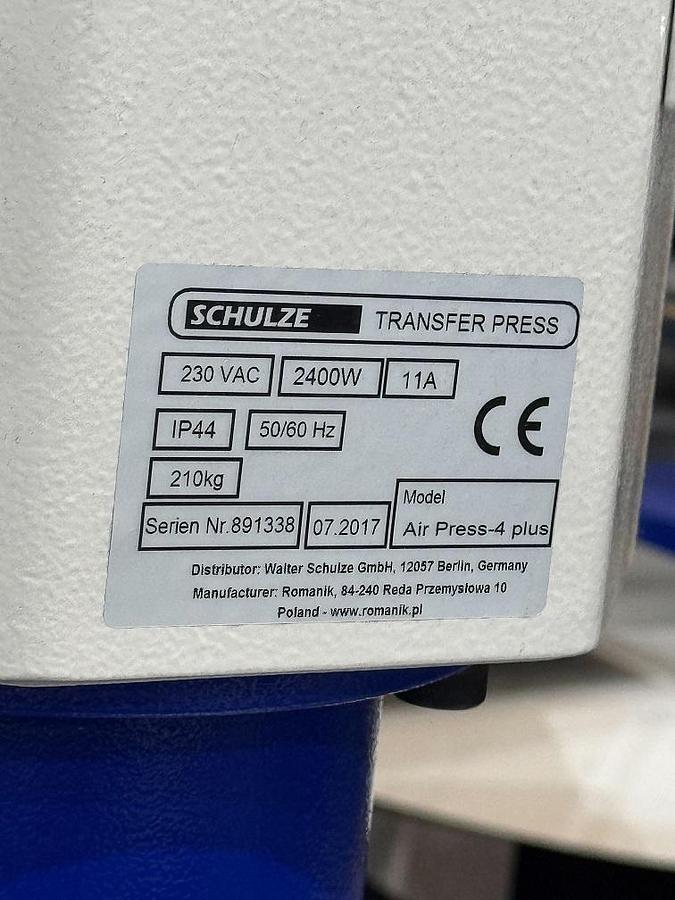 SCHULZE TRANSFER PRESS
230 VAC 2400W 11A
IP44 50/60 Hz CE
210kg
Model
Serien Nr.891338 07.2017 Air Press-4 plus
Distributor: Walter Schulze GmbH, 12057 Berlin, Germany
Manufacturer: Romanik, 84-240 Reda Przemysłowa 10
Poland - www.romanik.pl